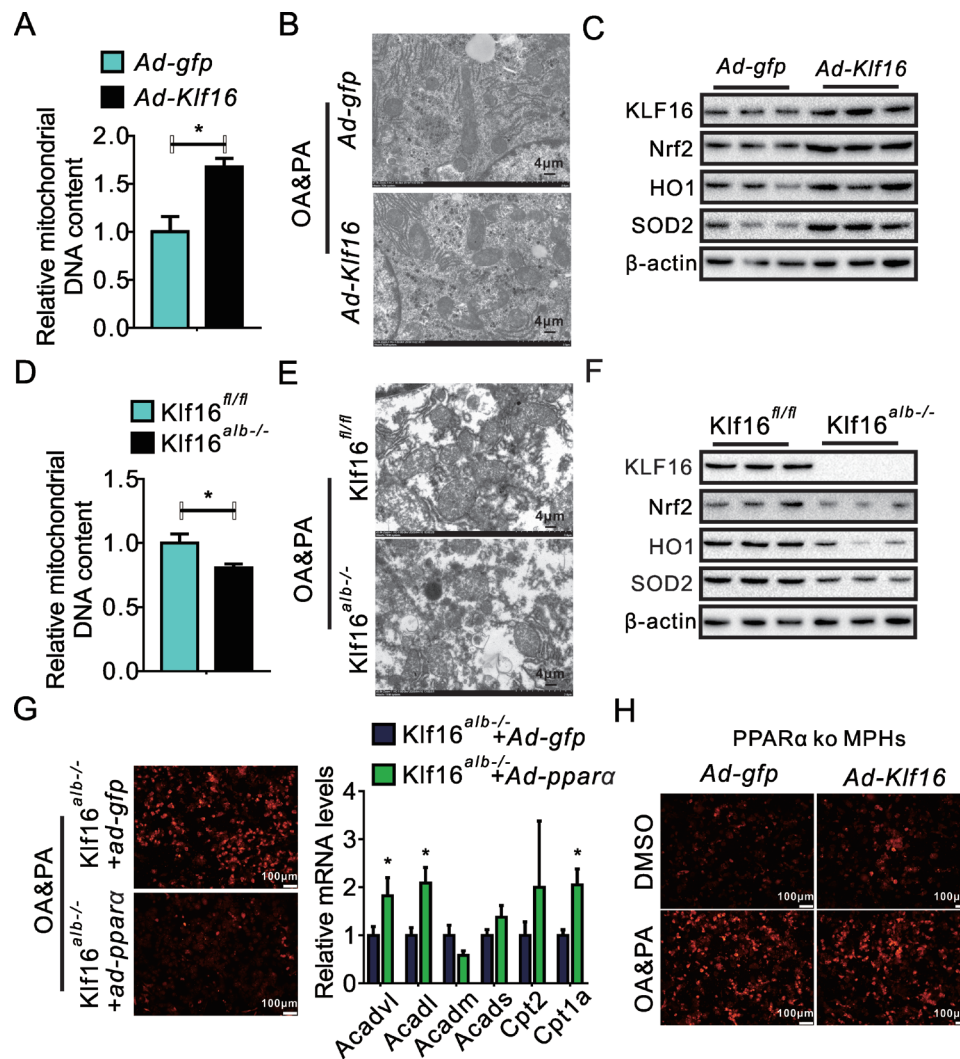 A
Ad-gfp
Ad-Klf16
Relative mitochondrial
DNA content
2.0
1.5
1.0
0.5
0.0
*
B
OA&PA
Ad-gfp
Ad-Klf16
4μm
4μm
C
Ad-gfp Ad-Klf16
KLF16
Nrf2
HO1
SOD2
β-actin
D
Klf16fl/fl
Klf16alb-/-
Relative mitochondrial
DNA content
1.5
1.0
0.5
0.0
*
E
OA&PA
Klf16fl/fl
Klf16alb-/-
4μm
4μm
F
Klf16fl/fl Klf16alb-/-
KLF16
Nrf2
HO1
SOD2
β-actin
G
OA&PA
Klf16alb-/-
+ad-gfp
Klf16alb-/-
+ad-pparα
100μm
100μm
Klf16alb-/-+Ad-gfp
Klf16alb-/-+Ad-pparα
Relative mRNA levels
4
3
2
1
0
* * *
Acadvl
Acadl
Acadm
Acads
Cpt2
Cpt1a
H
PPARα ko MPHs
Ad-gfp Ad-Klf16
DMSO
OA&PA
100μm 100μm
100μm 100μm